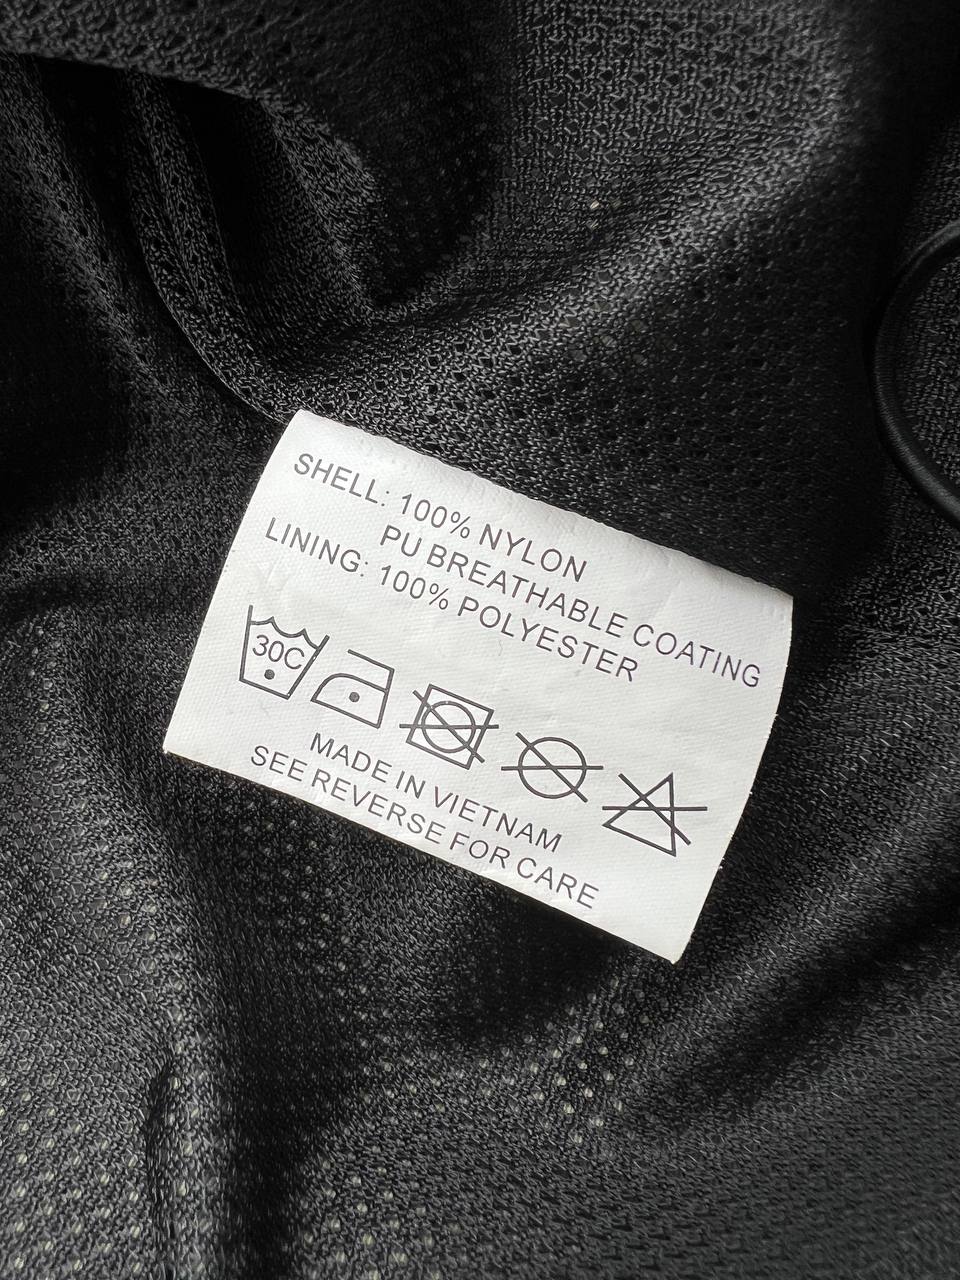 SHELL: 100% NYLON
PU BREATHABLE COATING
LINING: 100% POLYESTER
30C
MADE IN VIETNAM
SEE REVERSE FOR CARE